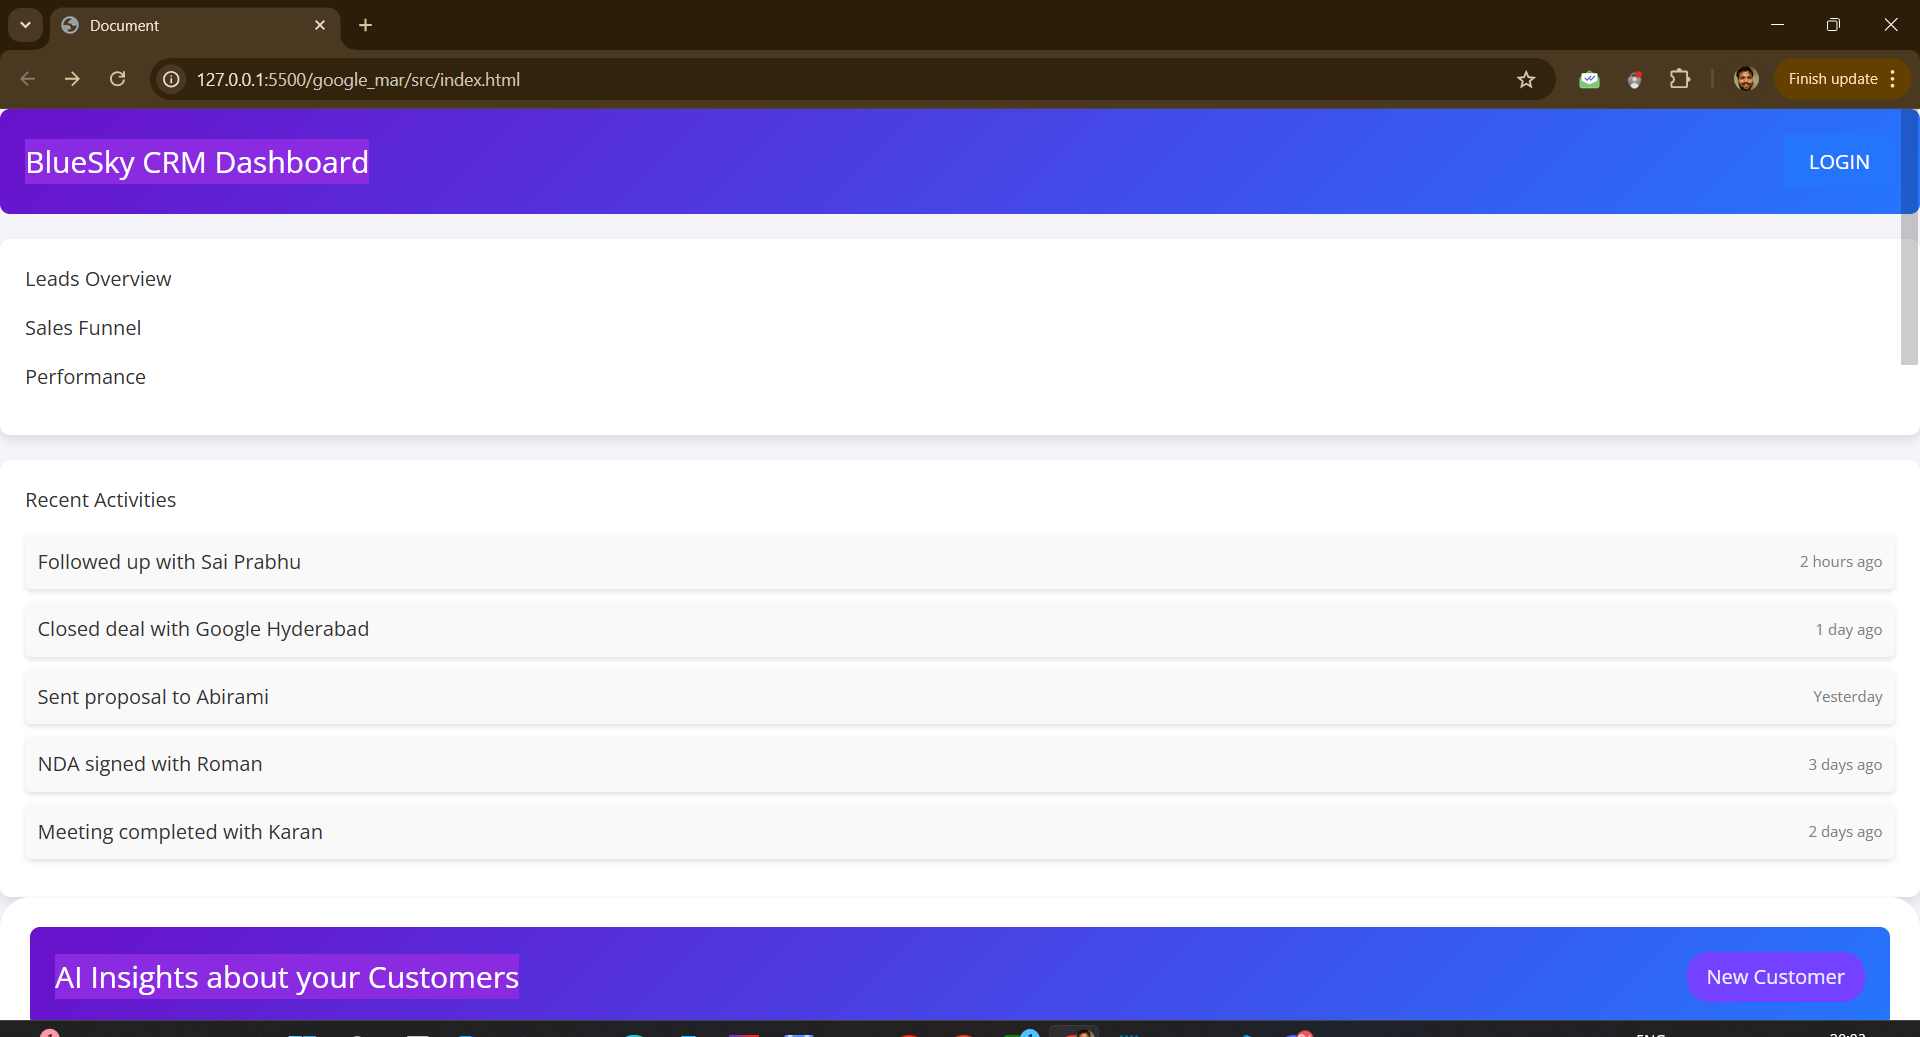 Document
127.0.0.1:5500/google_mar/src/index.html
Finish update
BlueSky CRM Dashboard
LOGIN
Leads Overview
Sales Funnel
Performance
Recent Activities
Followed up with Sai Prabhu 2 hours ago
Closed deal with Google Hyderabad 1 day ago
Sent proposal to Abirami Yesterday
NDA signed with Roman 3 days ago
Meeting completed with Karan 2 days ago
AI Insights about your Customers
New Customer